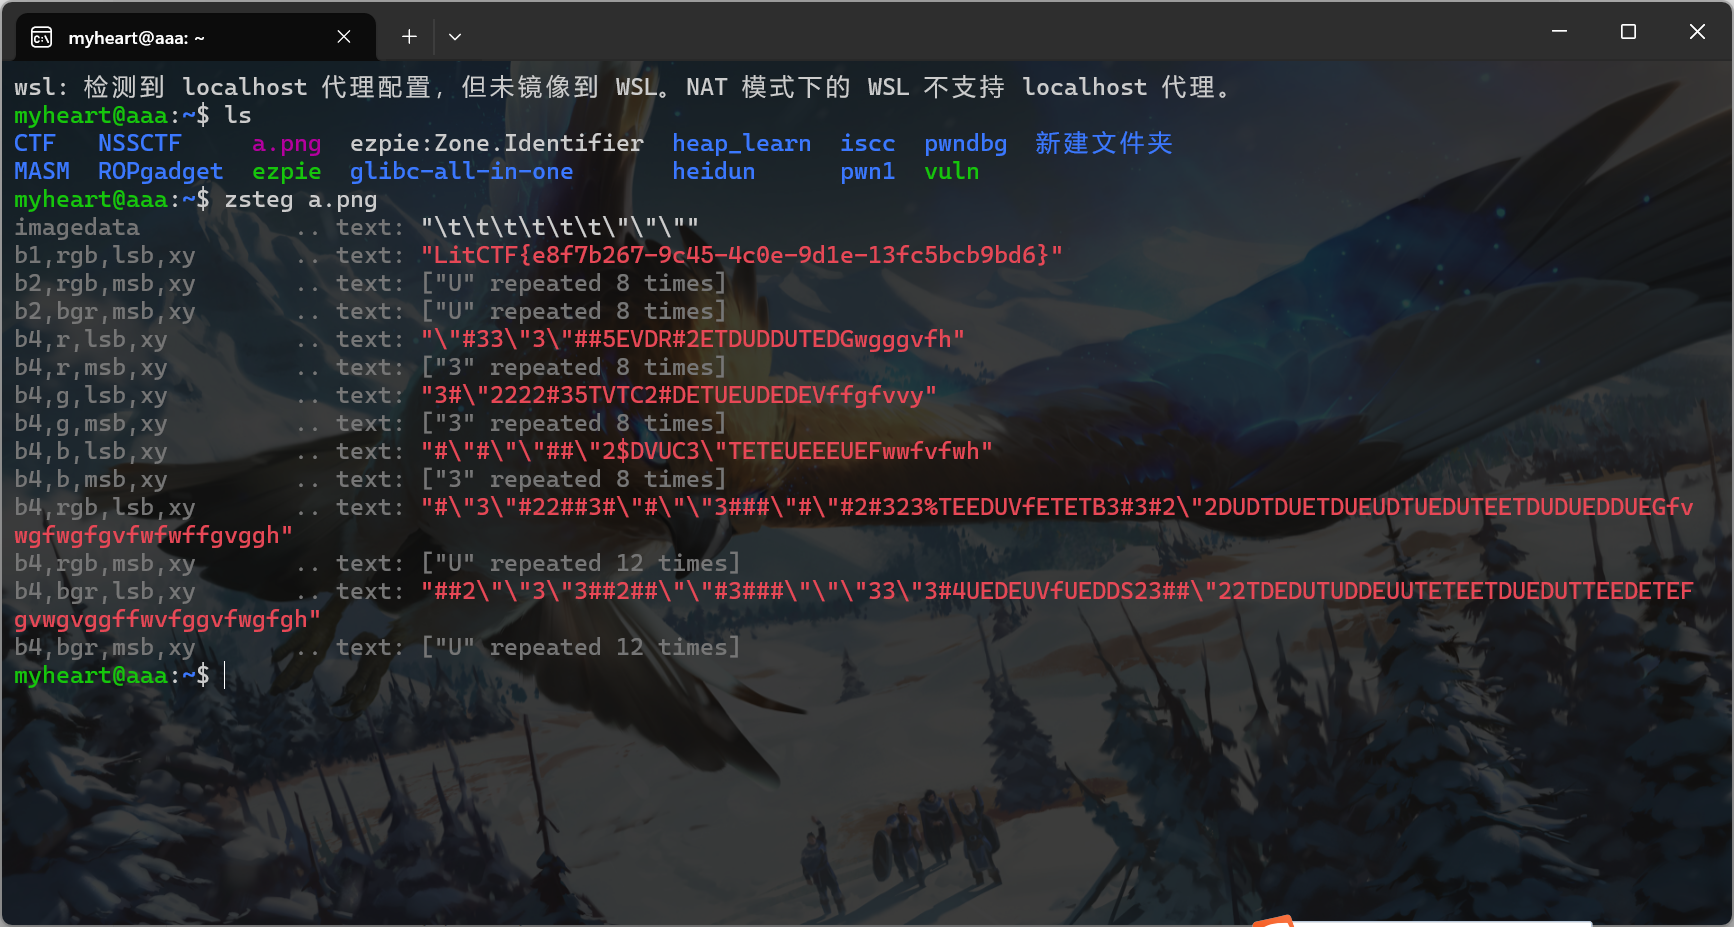 myheart@aaa: ~
wsl: 检测到 localhost 代理配置，但未镜像到 WSL。NAT 模式下的 WSL 不支持 localhost 代理。
myheart@aaa:~$ ls
CTF   NSSCTF     a.png  ezpie:Zone.Identifier  heap_learn  iscc  pwndbg  新建文件夹
MASM  ROPgadget  ezpie  glibc-all-in-one       heidun      pwn1  vuln
myheart@aaa:~$ zsteg a.png
imagedata           .. text: "\t\t\t\t\t\t\"\"\""
b1,rgb,lsb,xy       .. text: "LitCTF{e8f7b267-9c45-4c0e-9d1e-13fc5bcb9bd6}"
b2,rgb,msb,xy       .. text: ["U" repeated 8 times]
b2,bgr,msb,xy       .. text: ["U" repeated 8 times]
b4,r,lsb,xy         .. text: "\"#33\"3\"##5EVDR#2ETDUDDUTEDGwgggvfh"
b4,r,msb,xy         .. text: ["3" repeated 8 times]
b4,g,lsb,xy         .. text: "3#\"2222#35TVTC2#DETUEUDEDEVffgfvvy"
b4,g,msb,xy         .. text: ["3" repeated 8 times]
b4,b,lsb,xy         .. text: "#\"#\"\"##\"2$DVUC3\"TETEUEEEUEFwwfvfwh"
b4,b,msb,xy         .. text: ["3" repeated 8 times]
b4,rgb,lsb,xy       .. text: "#\"3\"#22##3#\"#\"\"3###\"#\"#2#323%TEEDUVfETETB3#3#2\"2DUDTDUETDUEUDTUEDUTEETDUDUEDDUEGfv
wgfwgfgvfwfwffgvggh"
b4,rgb,msb,xy       .. text: ["U" repeated 12 times]
b4,bgr,lsb,xy       .. text: "##2\"\"3\"3##2##\"\"#3###\"\"\"33\"3#4UEDEUVfUEDDS23##\"22TDEDUTUDDEUUTETEETDUEDUTTEEDETEF
gvwgvggffwvfggvfwgfgh"
b4,bgr,msb,xy       .. text: ["U" repeated 12 times]
myheart@aaa:~$